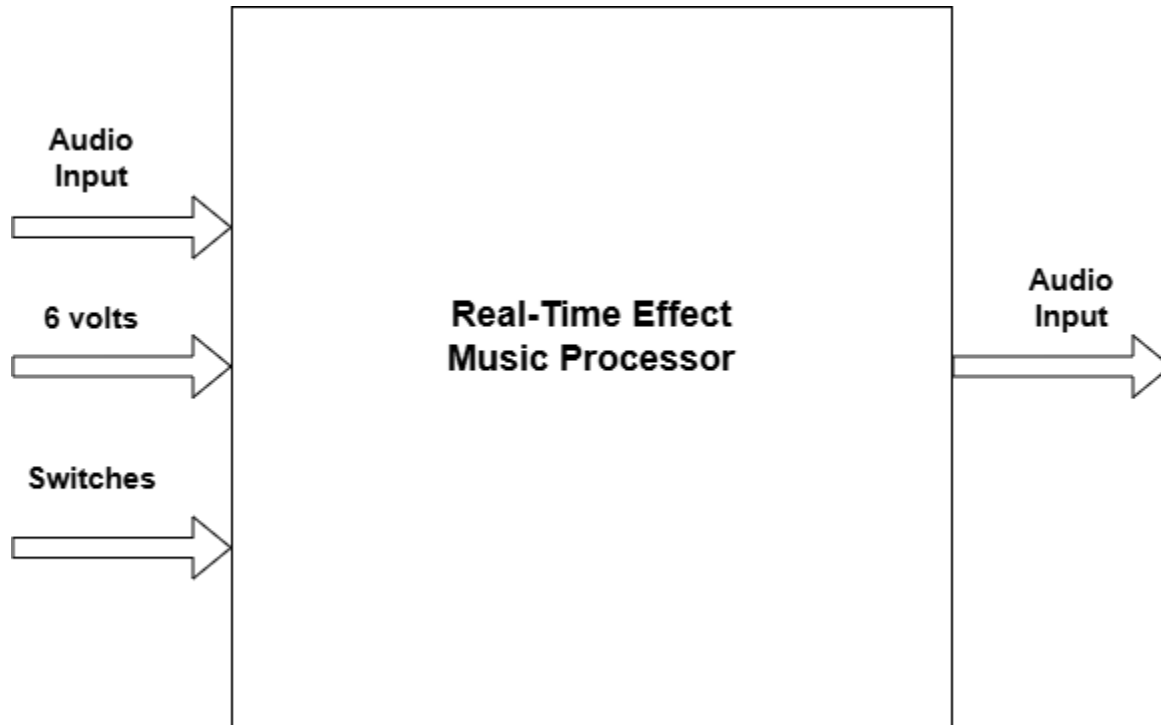 Audio
Input
6 volts
Switches
Real-Time Effect
Music Processor
Audio
Input